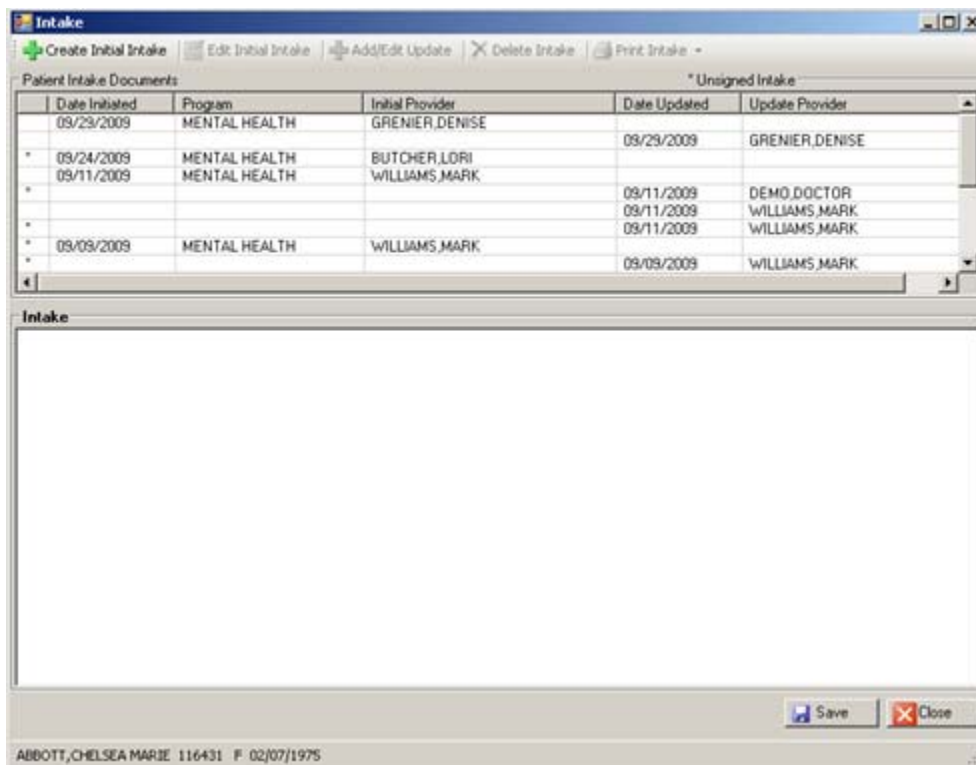 Intake
Create Initial Intake Edit Initial Intake Add/Edit Update Delete Intake Print Intake
Patient Intake Documents * Unsigned Intake
Date Initiated Program Initial Provider Date Updated Update Provider
09/29/2009 MENTAL HEALTH GRENIER,DENISE
09/29/2009 GRENIER,DENISE
* 09/24/2009 MENTAL HEALTH BUTCHER,LORI
09/11/2009 MENTAL HEALTH WILLIAMS,MARK
* 09/11/2009 DEMO,DOCTOR
09/11/2009 WILLIAMS,MARK
* 09/11/2009 WILLIAMS,MARK
* 09/09/2009 MENTAL HEALTH WILLIAMS,MARK
* 09/09/2009 WILLIAMS,MARK
Intake
Save Close
ABBOTT,CHELSEA MARIE 116431 F 02/07/1975